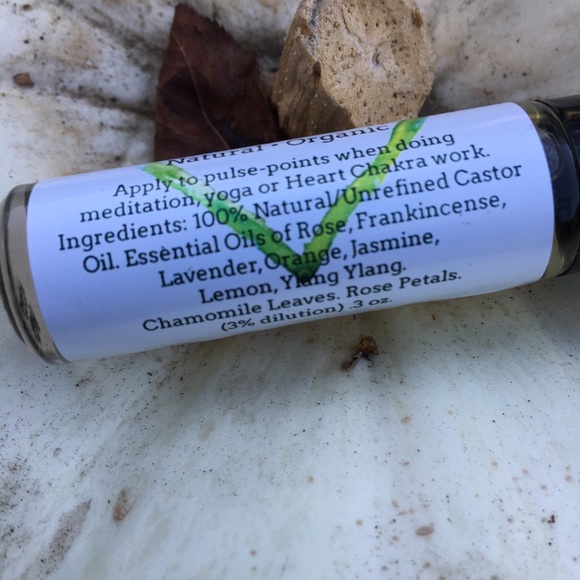 Natural - Organic
Apply to pulse-points when doing
meditation, yoga or Heart Chakra work.
Ingredients: 100% Natural/Unrefined Castor
Oil. Essential Oils of Rose, Frankincense,
Lavender, Orange, Jasmine,
Lemon, Ylang Ylang.
Chamomile Leaves. Rose Petals.
(3% dilution) .3 oz.